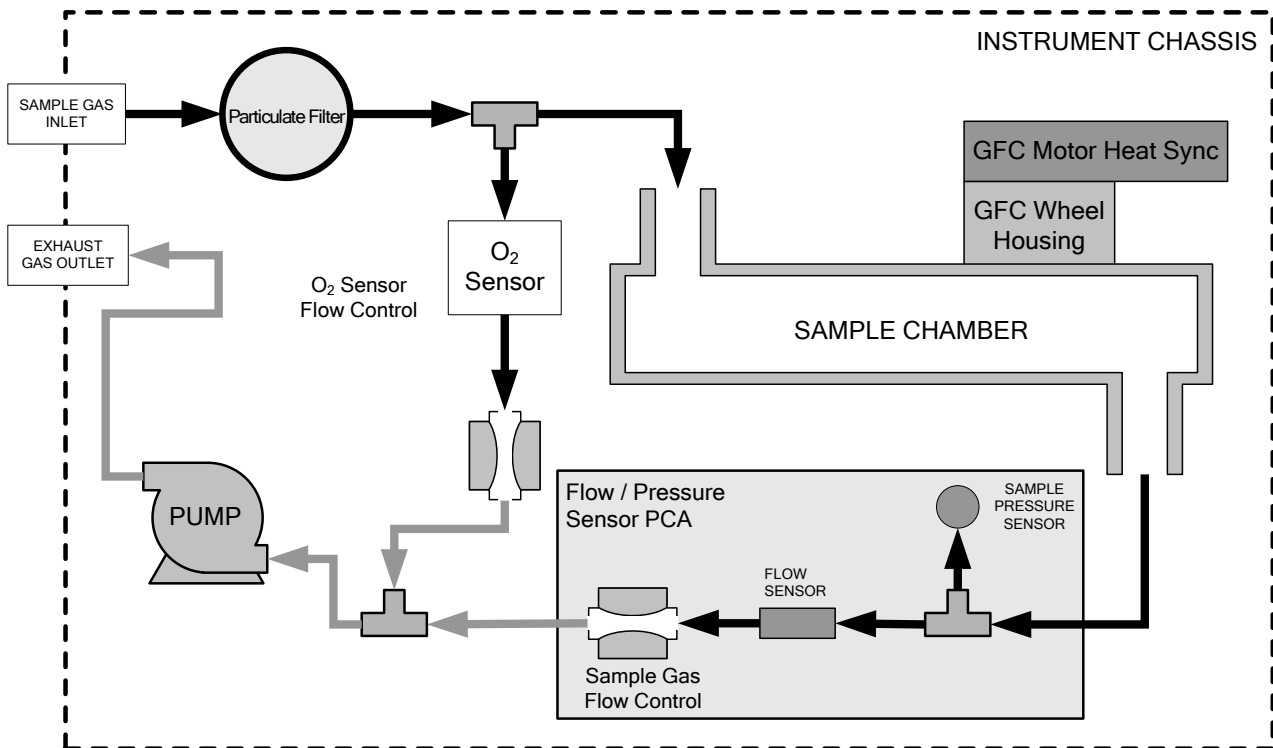 INSTRUMENT CHASSIS
SAMPLE GAS
INLET
Particulate Filter
GFC Motor Heat Sync
GFC Wheel
Housing
EXHAUST
GAS OUTLET
O₂
Sensor
O₂ Sensor
Flow Control
SAMPLE CHAMBER
PUMP
Flow / Pressure
Sensor PCA
SAMPLE
PRESSURE
SENSOR
FLOW
SENSOR
Sample Gas
Flow Control